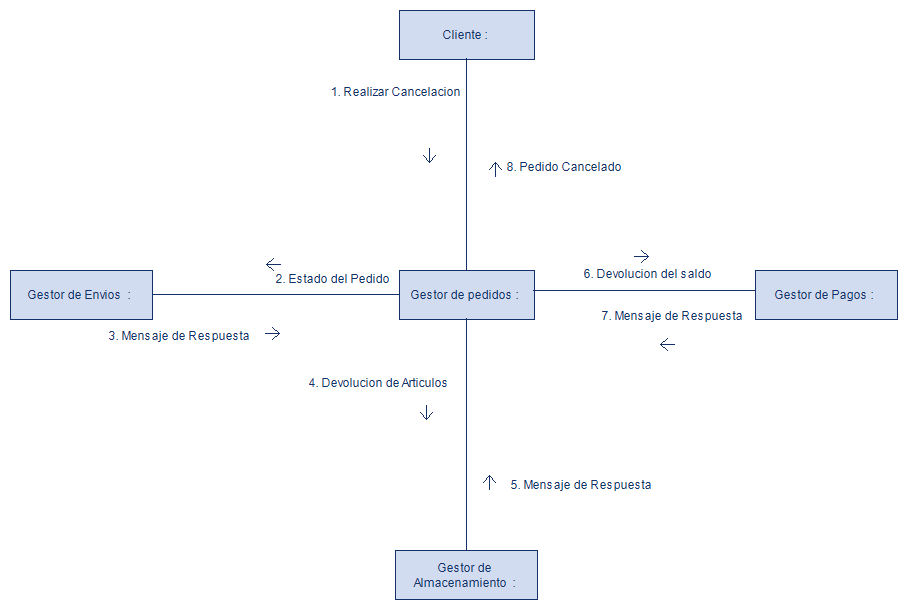 Cliente :
1. Realizar Cancelacion
8. Pedido Cancelado
2. Estado del Pedido
6. Devolucion del saldo
Gestor de Envios :
Gestor de pedidos :
Gestor de Pagos :
7. Mensaje de Respuesta
3. Mensaje de Respuesta
4. Devolucion de Articulos
5. Mensaje de Respuesta
Gestor de
Almacenamiento :